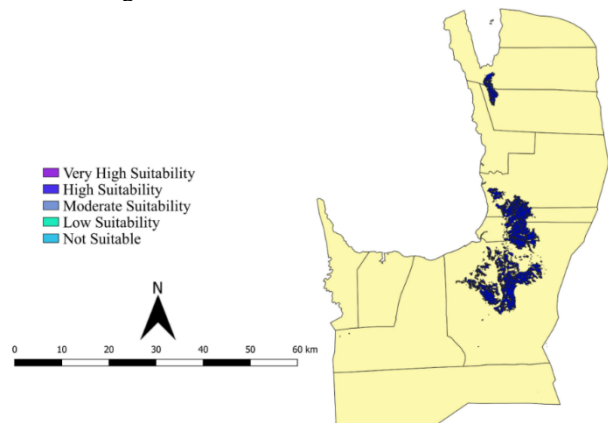 Very High Suitability
High Suitability
Moderate Suitability
Low Suitability
Not Suitable
N
0 10 20 30 40 50 60 km